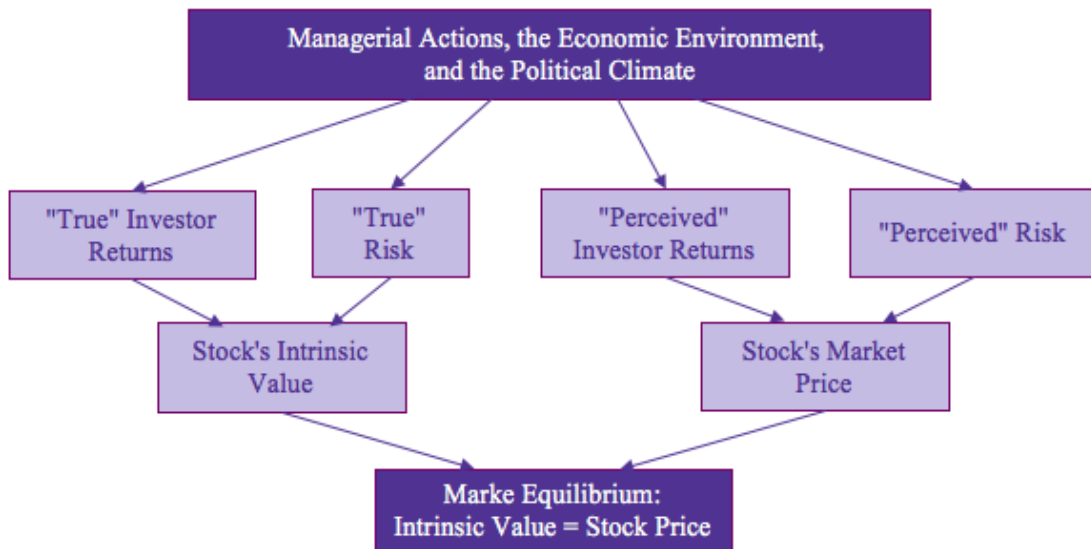 Managerial Actions, the Economic Environment,
and the Political Climate
"True" Investor
Returns
"True"
Risk
"Perceived"
Investor Returns
"Perceived" Risk
Stock's Intrinsic
Value
Stock's Market
Price
Marke Equilibrium:
Intrinsic Value = Stock Price